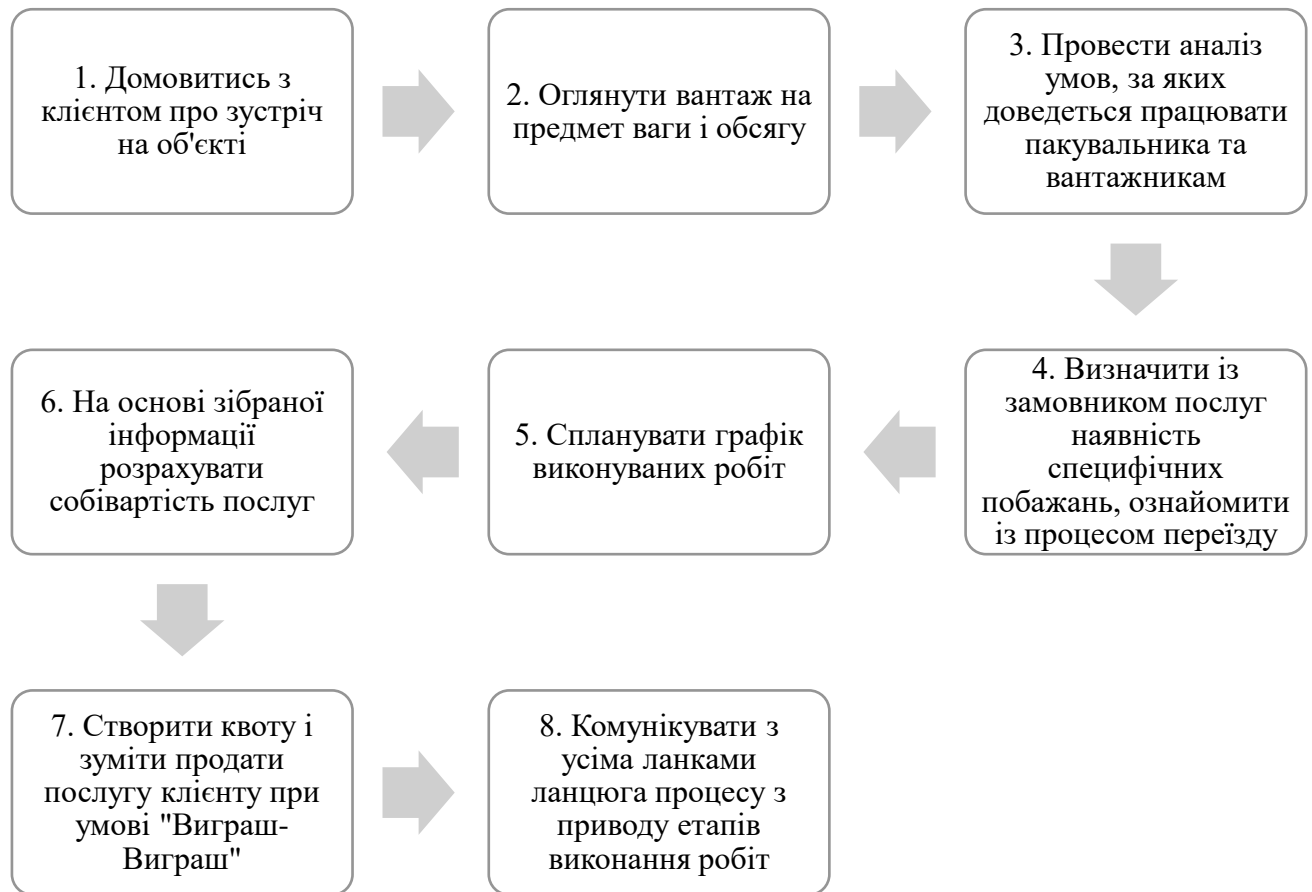 1. Домовитись з
клієнтом про зустріч
на об'єкті
2. Оглянути вантаж на
предмет ваги і обсягу
3. Провести аналіз
умов, за яких
доведеться працювати
пакувальника та
вантажникам
4. Визначити із
замовником послуг
наявність
специфічних
побажань, ознайомити
із процесом переїзду
5. Спланувати графік
виконуваних робіт
6. На основі зібраної
інформації
розрахувати
собівартість послуг
7. Створити квоту і
зуміти продати
послугу клієнту при
умові "Виграш-
Виграш"
8. Комунікувати з
усіма ланками
ланцюга процесу з
приводу етапів
виконання робіт